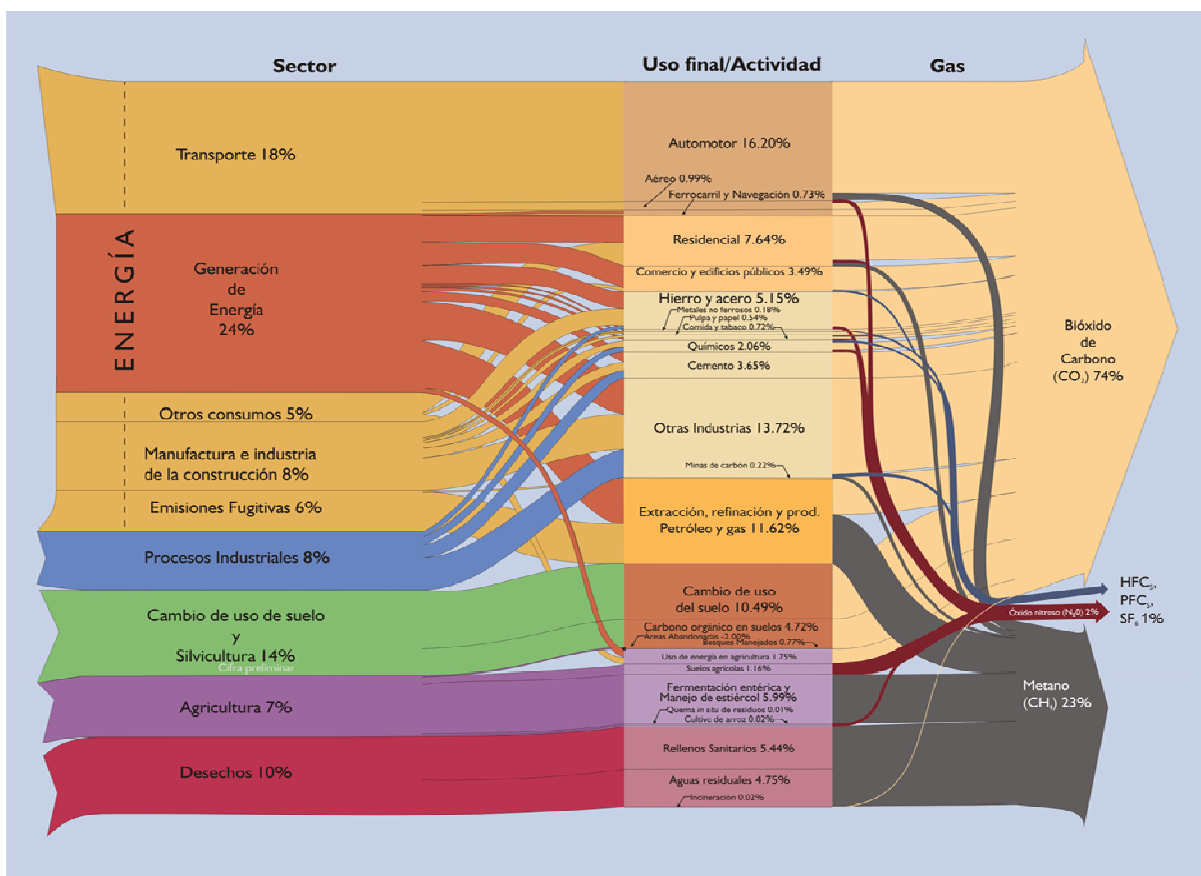 Sector
Uso final/Actividad
Gas
ENERGÍA
Transporte 18%
Generación
de
Energía
24%
Otros consumos 5%
Manufactura e industria
de la construcción 8%
Emisiones Fugitivas 6%
Procesos Industriales 8%
Cambio de uso de suelo
y
Silvicultura 14%
Cifra preliminar
Agricultura 7%
Desechos 10%
Automotor 16.20%
Aéreo 0.99%
Ferrocarril y Navegación 0.73%
Residencial 7.64%
Comercio y edificios públicos 3.49%
Hierro y acero 5.15%
Metales no ferrosos 0.18%
Pulpa y papel 0.54%
Comida y tabaco 0.72%
Químicos 2.06%
Cemento 3.65%
Otras Industrias 13.72%
Minas de carbón 0.22%
Extracción, refinación y prod.
Petróleo y gas 11.62%
Cambio de uso
del suelo 10.49%
Carbono orgánico en suelos 4.72%
Áreas Abandonadas -2.00%
Bosques Manejados 0.77%
Uso de energía en agricultura 1.75%
Suelos agrícolas 1.16%
Fermentación entérica y
Manejo de estiércol 5.99%
Quema in situ de residuos 0.01%
Cultivo de arroz 0.02%
Rellenos Sanitarios 5.44%
Aguas residuales 4.75%
Incineración 0.02%
Bióxido
de
Carbono
(CO₂) 74%
HFCs,
PFCs,
SF₆ 1%
Óxido nitroso (N₂0) 2%
Metano
(CH₄) 23%